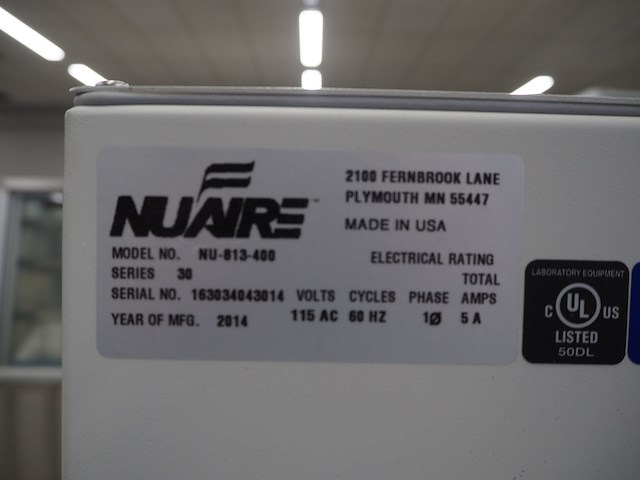 NUAIRE™
2100 FERNBROOK LANE
PLYMOUTH MN 55447
MADE IN USA
MODEL NO. NU-813-400
SERIES 30
SERIAL NO. 163034043014
YEAR OF MFG. 2014
ELECTRICAL RATING
TOTAL
VOLTS CYCLES PHASE AMPS
115 AC 60 HZ 1Ø 5 A
LABORATORY EQUIPMENT
C UL US
LISTED
50DL